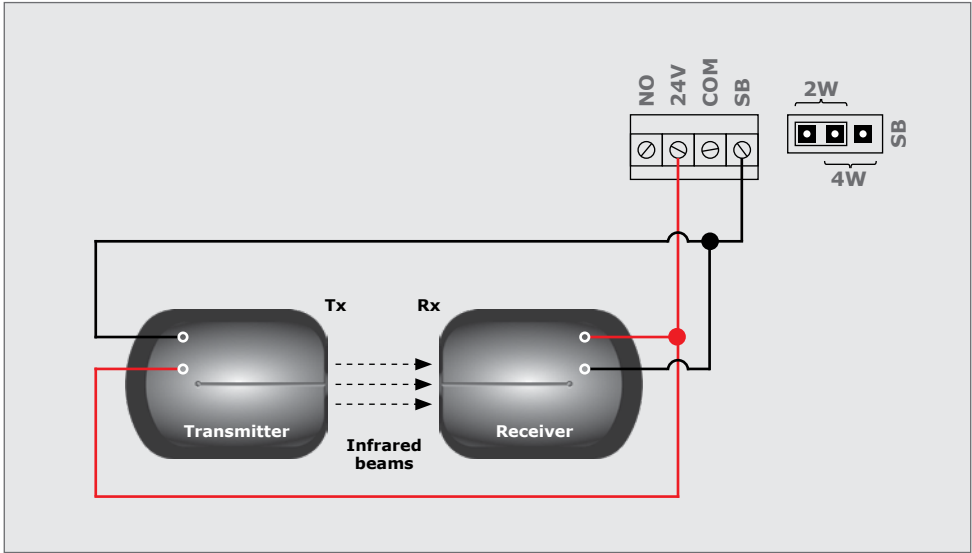 NO
24V
COM
SB
2W
SB
4W
Tx
Rx
Transmitter
Infrared
beams
Receiver